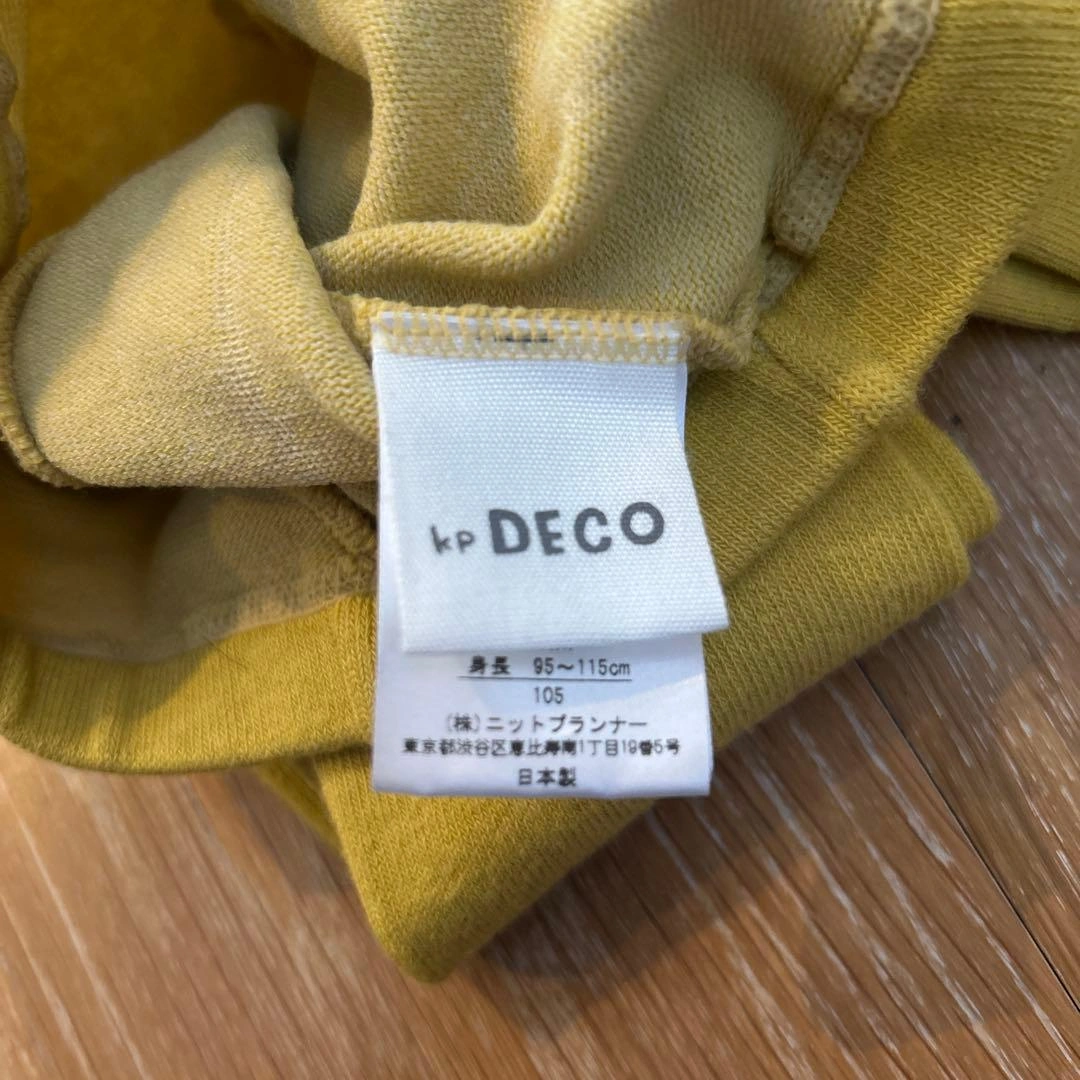 kp DECO
身長 95～115cm
105
(株)ニットプランナー
東京都渋谷区恵比寿南1丁目19番5号
日本製